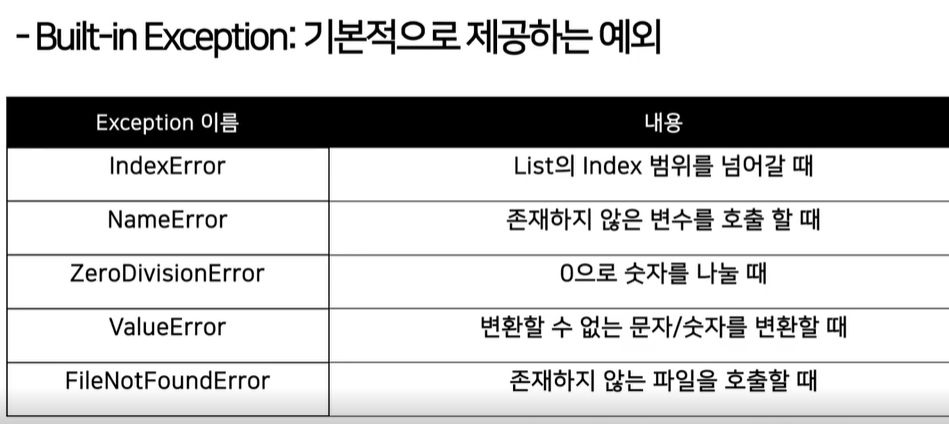 - Built-in Exception: 기본적으로 제공하는 예외
Exception 이름 내용
IndexError List의 Index 범위를 넘어갈 때
NameError 존재하지 않은 변수를 호출 할 때
ZeroDivisionError 0으로 숫자를 나눌 때
ValueError 변환할 수 없는 문자/숫자를 변환할 때
FileNotFoundError 존재하지 않는 파일을 호출할 때